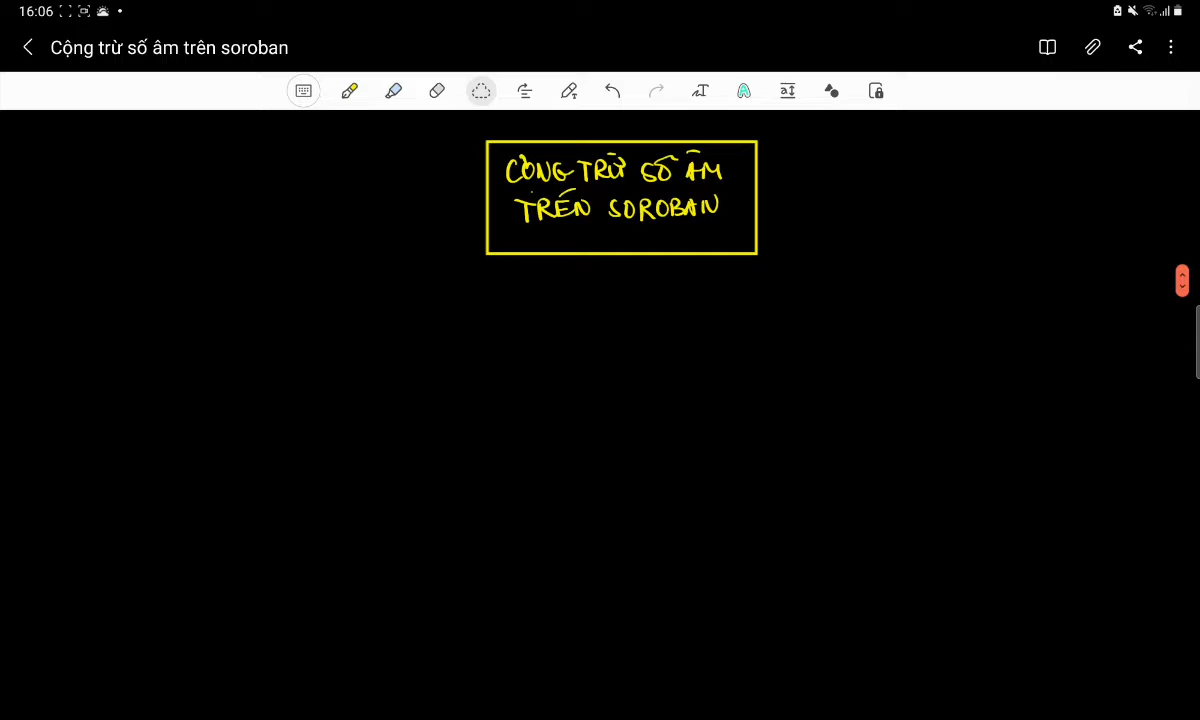 16:06
Cộng trừ số âm trên soroban
CỘNG TRỪ SỐ ÂM
TRÊN SOROBAN